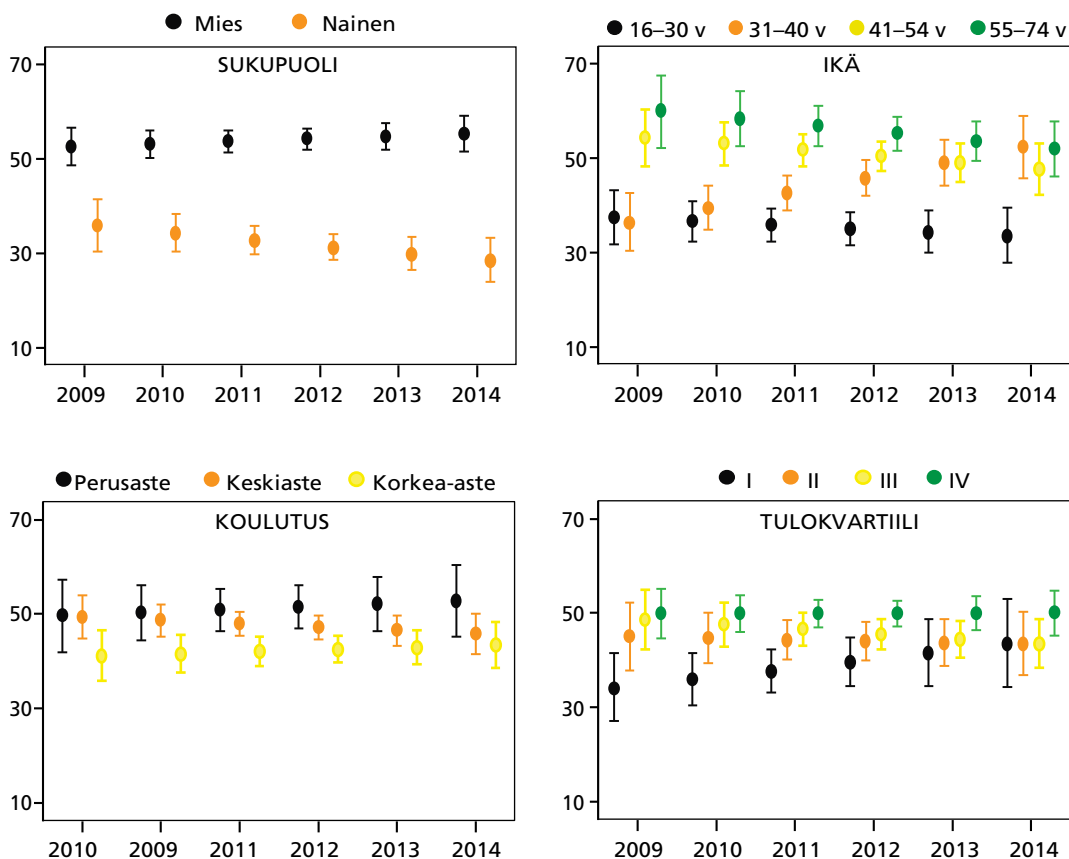 Mies Nainen
SUKUPUOLI
70
50
30
10
2009 2010 2011 2012 2013 2014
16–30 v 31–40 v 41–54 v 55–74 v
IKÄ
70
50
30
10
2009 2010 2011 2012 2013 2014
Perusaste Keskiaste Korkea-aste
KOULUTUS
70
50
30
10
2010 2009 2011 2012 2013 2014
I II III IV
TULOKVARTIILI
70
50
30
10
2009 2010 2011 2012 2013 2014